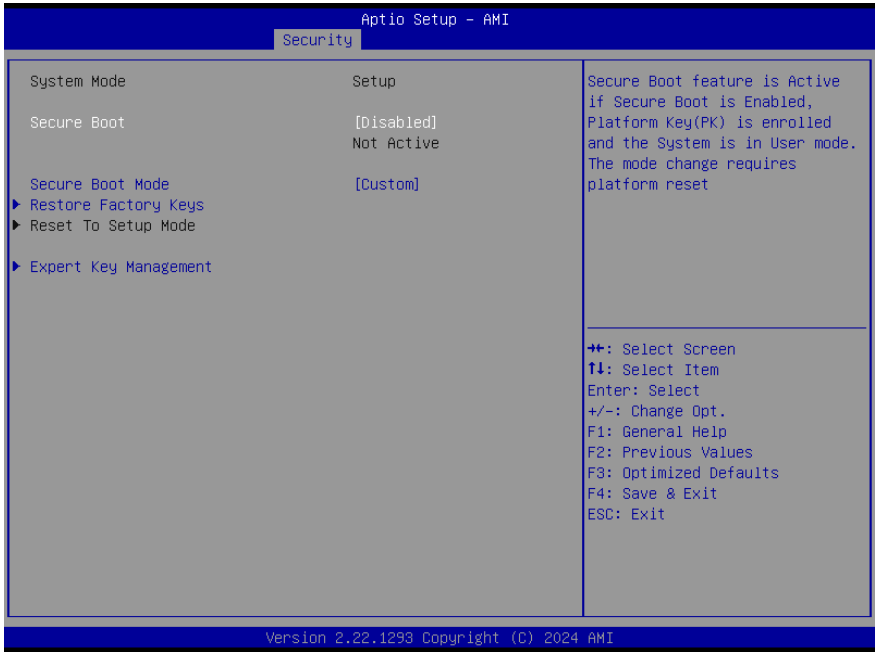 Aptio Setup – AMI
Security
System Mode Setup
Secure Boot [Disabled]
Not Active
Secure Boot Mode [Custom]
Restore Factory Keys
Reset To Setup Mode
Expert Key Management
Secure Boot feature is Active
if Secure Boot is Enabled,
Platform Key(PK) is enrolled
and the System is in User mode.
The mode change requires
platform reset
→←: Select Screen
↑↓: Select Item
Enter: Select
+/-: Change Opt.
F1: General Help
F2: Previous Values
F3: Optimized Defaults
F4: Save & Exit
ESC: Exit
Version 2.22.1293 Copyright (C) 2024 AMI